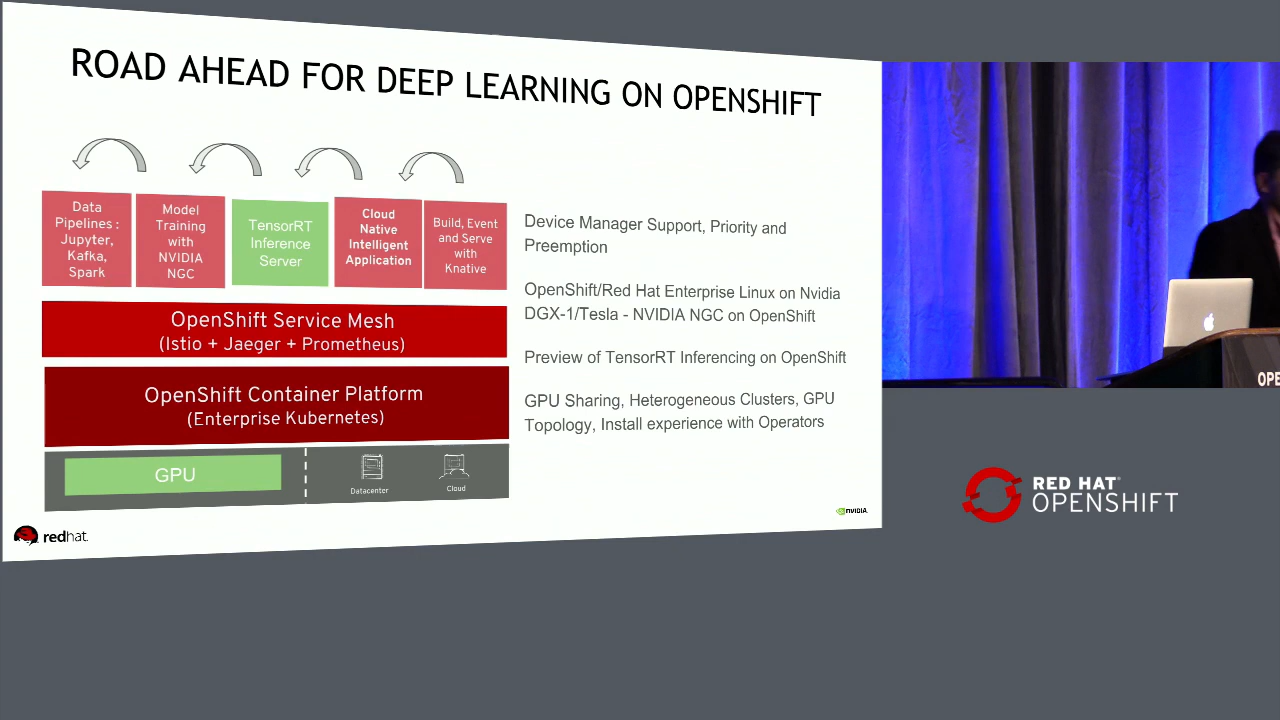 ROAD AHEAD FOR DEEP LEARNING ON OPENSHIFT
Data
Pipelines :
Jupyter,
Kafka,
Spark
Model
Training
with
NVIDIA
NGC
TensorRT
Inference
Server
Cloud
Native
Intelligent
Application
Build, Event
and Serve
with
Knative
OpenShift Service Mesh
(Istio + Jaeger + Prometheus)
OpenShift Container Platform
(Enterprise Kubernetes)
GPU
Datacenter
Cloud
Device Manager Support, Priority and
Preemption
OpenShift/Red Hat Enterprise Linux on Nvidia
DGX-1/Tesla - NVIDIA NGC on OpenShift
Preview of TensorRT Inferencing on OpenShift
GPU Sharing, Heterogeneous Clusters, GPU
Topology, Install experience with Operators
redhat.
NVIDIA.
OPE
RED HAT®
OPENSHIFT